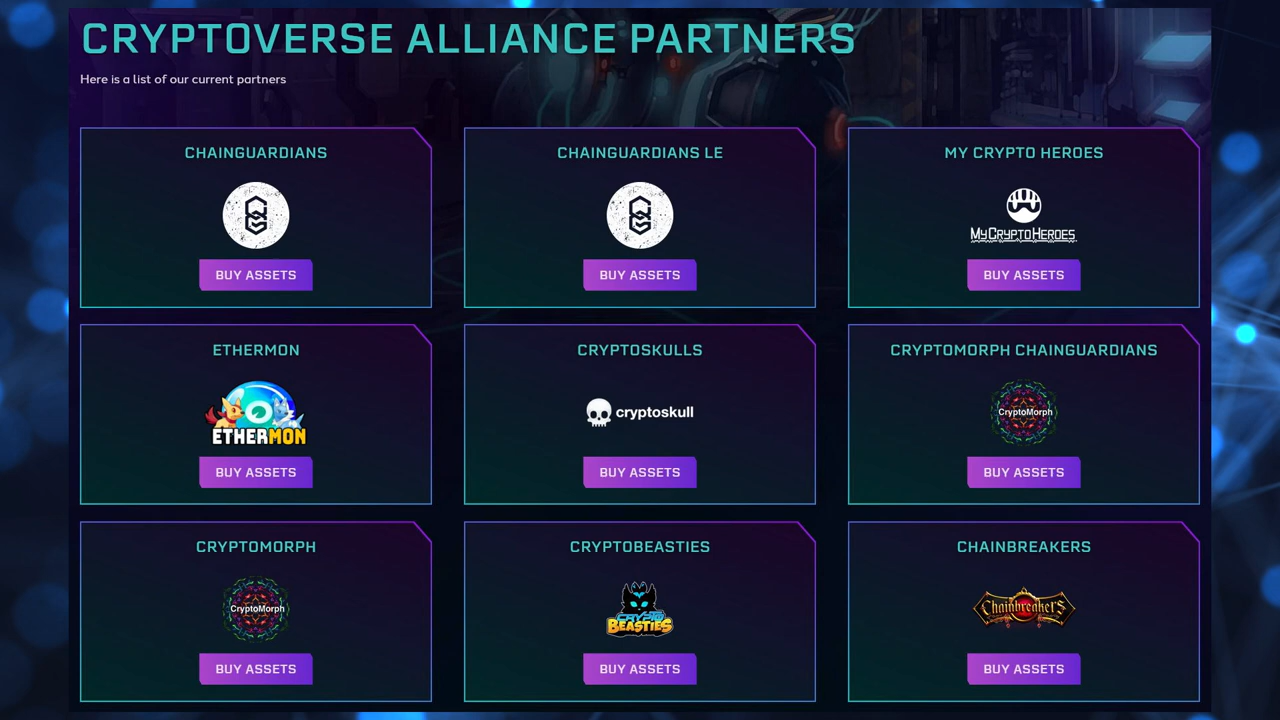 CRYPTOVERSE ALLIANCE PARTNERS
Here is a list of our current partners
CHAINGUARDIANS
BUY ASSETS
CHAINGUARDIANS LE
BUY ASSETS
MY CRYPTO HEROES
MyCryptoHeroes
BUY ASSETS
ETHERMON
ETHERMON
BUY ASSETS
CRYPTOSKULLS
cryptoskull
BUY ASSETS
CRYPTOMORPH CHAINGUARDIANS
CryptoMorph
BUY ASSETS
CRYPTOMORPH
CryptoMorph
BUY ASSETS
CRYPTOBEASTIES
CRYPTO
BEASTIES
BUY ASSETS
CHAINBREAKERS
Chainbreakers
BUY ASSETS